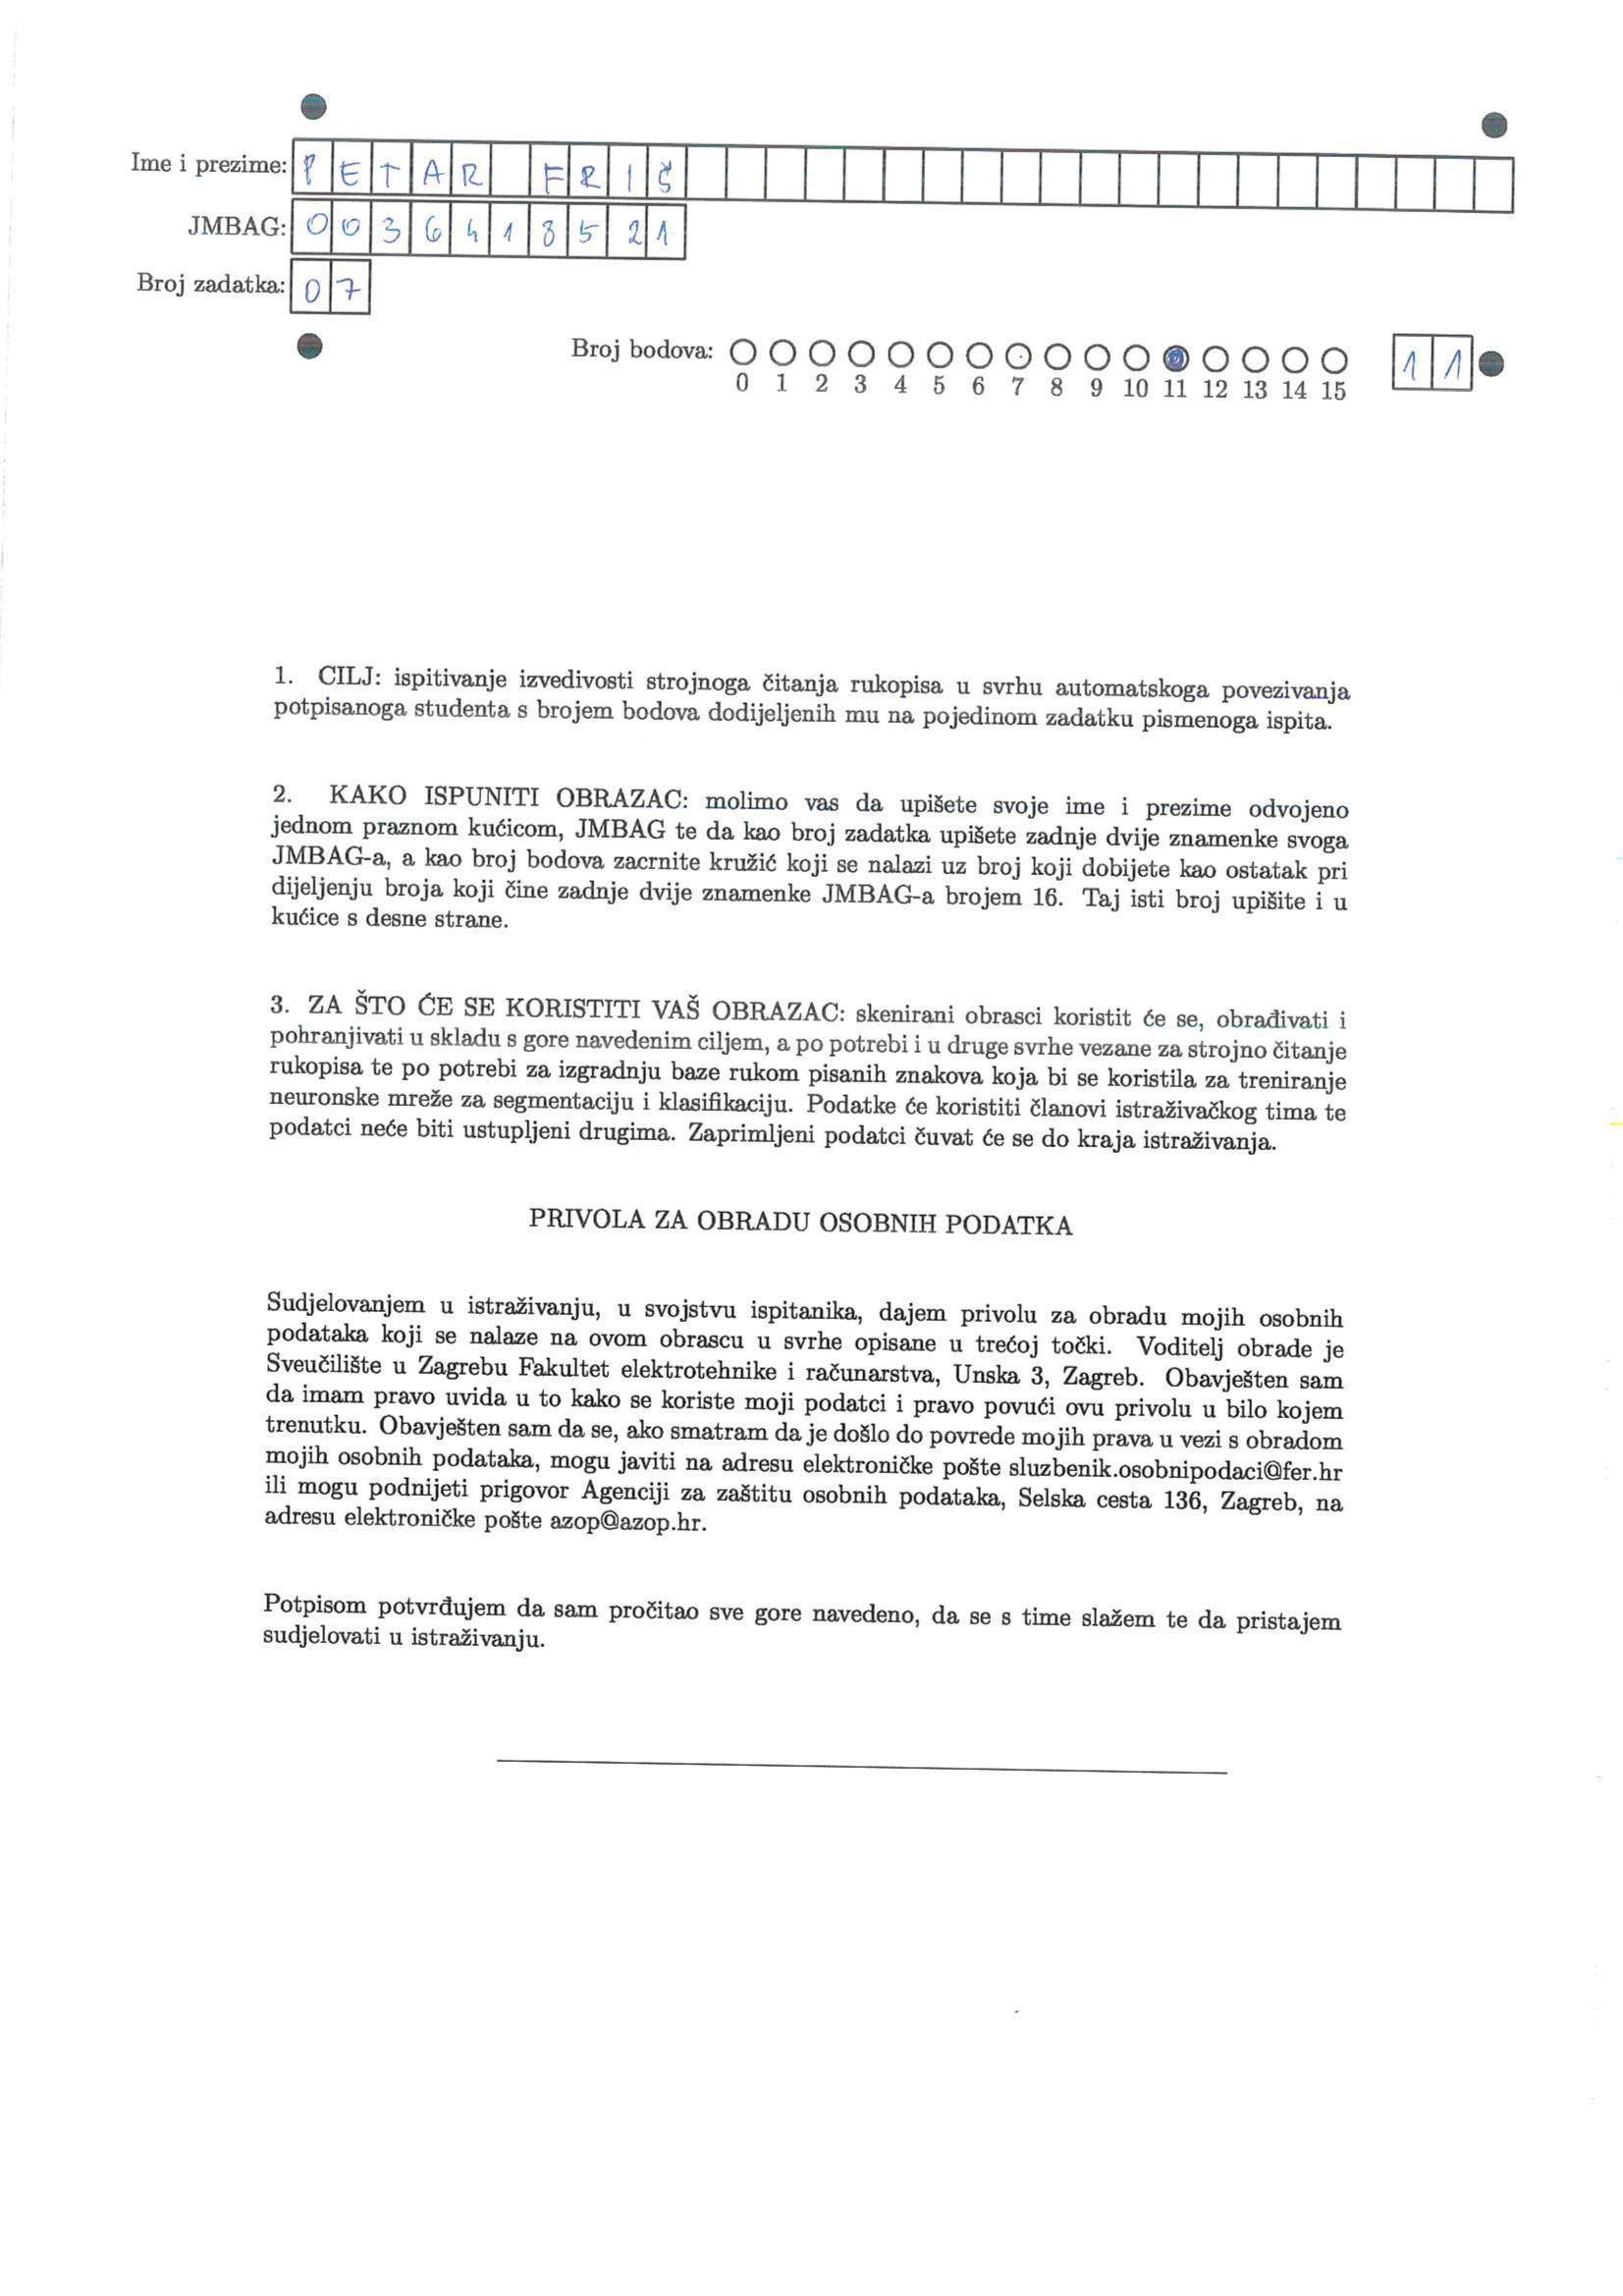 Ime i prezime: PETAR FRIŠ
JMBAG: 0036418521
Broj zadatka: 07
Broj bodova: 11
0 1 2 3 4 5 6 7 8 9 10 11 12 13 14 15
1. CILJ: ispitivanje izvedivosti strojnoga čitanja rukopisa u svrhu automatskoga povezivanja
potpisanoga studenta s brojem bodova dodijeljenih mu na pojedinom zadatku pismenoga ispita.
2. KAKO ISPUNITI OBRAZAC: molimo vas da upišete svoje ime i prezime odvojeno
jednom praznom kućicom, JMBAG te da kao broj zadatka upišete zadnje dvije znamenke svoga
JMBAG-a, a kao broj bodova zacrnite kružić koji se nalazi uz broj koji dobijete kao ostatak pri
dijeljenju broja koji čine zadnje dvije znamenke JMBAG-a brojem 16. Taj isti broj upišite i u
kućice s desne strane.
3. ZA ŠTO ĆE SE KORISTITI VAŠ OBRAZAC: skenirani obrasci koristit će se, obrađivati i
pohranjivati u skladu s gore navedenim ciljem, a po potrebi i u druge svrhe vezane za strojno čitanje
rukopisa te po potrebi za izgradnju baze rukom pisanih znakova koja bi se koristila za treniranje
neuronske mreže za segmentaciju i klasifikaciju. Podatke će koristiti članovi istraživačkog tima te
podatci neće biti ustupljeni drugima. Zaprimljeni podatci čuvat će se do kraja istraživanja.
PRIVOLA ZA OBRADU OSOBNIH PODATKA
Sudjelovanjem u istraživanju, u svojstvu ispitanika, dajem privolu za obradu mojih osobnih
podataka koji se nalaze na ovom obrascu u svrhe opisane u trećoj točki. Voditelj obrade je
Sveučilište u Zagrebu Fakultet elektrotehnike i računarstva, Unska 3, Zagreb. Obavješten sam
da imam pravo uvida u to kako se koriste moji podatci i pravo povući ovu privolu u bilo kojem
trenutku. Obavješten sam da se, ako smatram da je došlo do povrede mojih prava u vezi s obradom
mojih osobnih podataka, mogu javiti na adresu elektroničke pošte sluzbenik.osobnipodaci@fer.hr
ili mogu podnijeti prigovor Agenciji za zaštitu osobnih podataka, Selska cesta 136, Zagreb, na
adresu elektroničke pošte azop@azop.hr.
Potpisom potvrđujem da sam pročitao sve gore navedeno, da se s time slažem te da pristajem
sudjelovati u istraživanju.